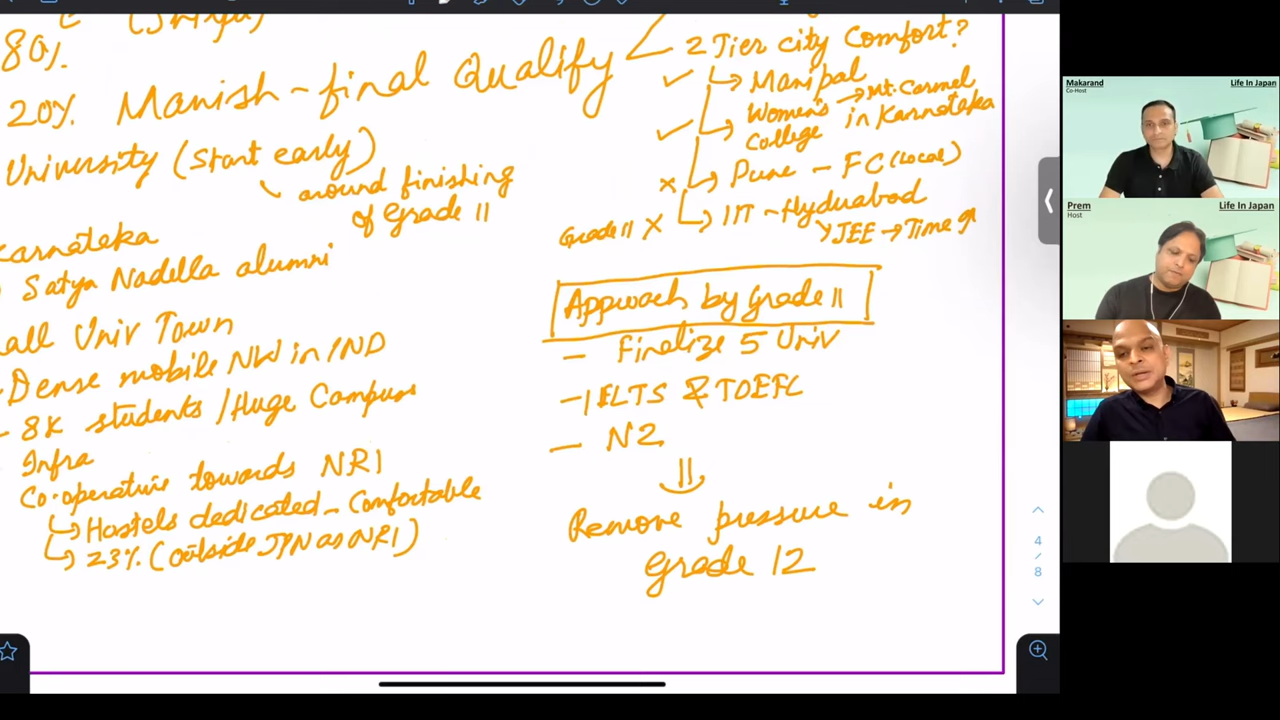 80%
20% Manish - final Qualify
2 Tier city Comfort?
→ Manipal
→ Women's College → Mt. Carmel
in Karnateka
× → Pune - FC (Local)
Grade 11 × → IIT - Hyderabad
→ JEE → Time
University (start early)
around finishing
of Grade 11
Karnateka
Satya Nadella alumni
Univ Town
- Dense mobile NW in IND
- 8K students / Huge Campus
Infra
Co-operative towards NRI
→ Hostels dedicated - Comfortable
→ 23% (outside JPN as NRI)
Approach by grade 11
- Finalize 5 Univ
- IELTS & TOEFL
- N2
Remove pressure in
Grade 12
4
/
8
Makarand
Co-Host
Life In Japan
Prem
Host
Life In Japan